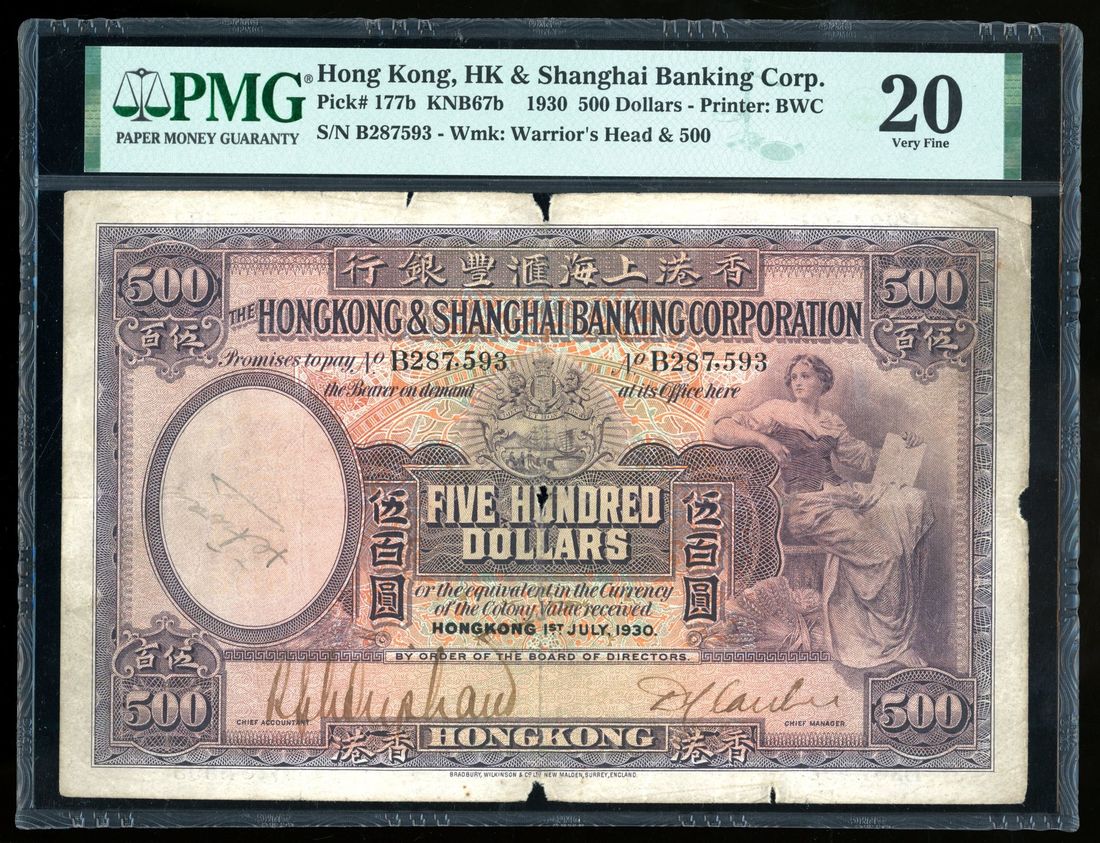 PMG®
PAPER MONEY GUARANTY
Hong Kong, HK & Shanghai Banking Corp.
Pick# 177b KNB67b 1930 500 Dollars - Printer: BWC
S/N B287593 - Wmk: Warrior's Head & 500
20
Very Fine
500 行銀豐滙海上港香 500
THE HONGKONG & SHANGHAI BANKING CORPORATION
百伍 百伍
Promises to pay No B287,593 No B287,593
the Bearer on demand at its Office here
FIVE HUNDRED
DOLLARS
伍百圓 伍百圓
or the equivalent in the Currency
of the Colony Value received
HONGKONG 1ST JULY, 1930.
BY ORDER OF THE BOARD OF DIRECTORS.
百伍
500 500
CHIEF ACCOUNTANT CHIEF MANAGER
港香 HONGKONG 港香
BRADBURY, WILKINSON & Co LTD NEW MALDEN, SURREY, ENGLAND.